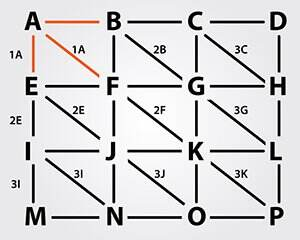 A B C D
1A 1A 2B 3C
E F G H
2E 2E 2F 3G
I J K L
3I 3I 3J 3K
M N O P